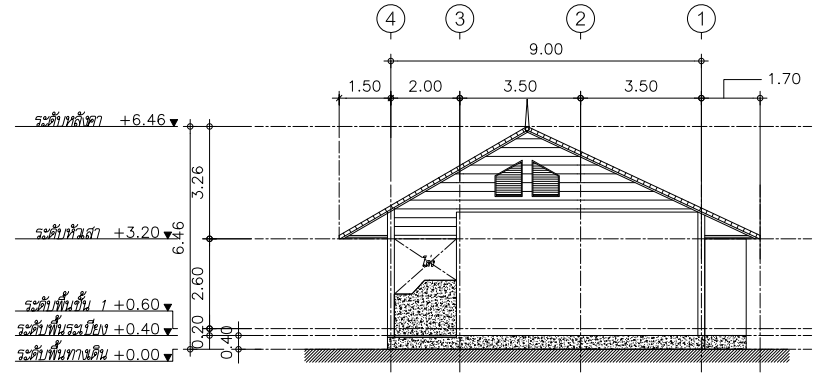 4 3 2 1
9.00
1.50 2.00 3.50 3.50 1.70
ระดับหลังคา +6.46
3.26
6.46
ระดับหัวเสา +3.20
2.60
โล่ง
ระดับพื้นชั้น 1 +0.60
ระดับพื้นระเบียง +0.40
0.20
0.40
ระดับพื้นทางเดิน +0.00